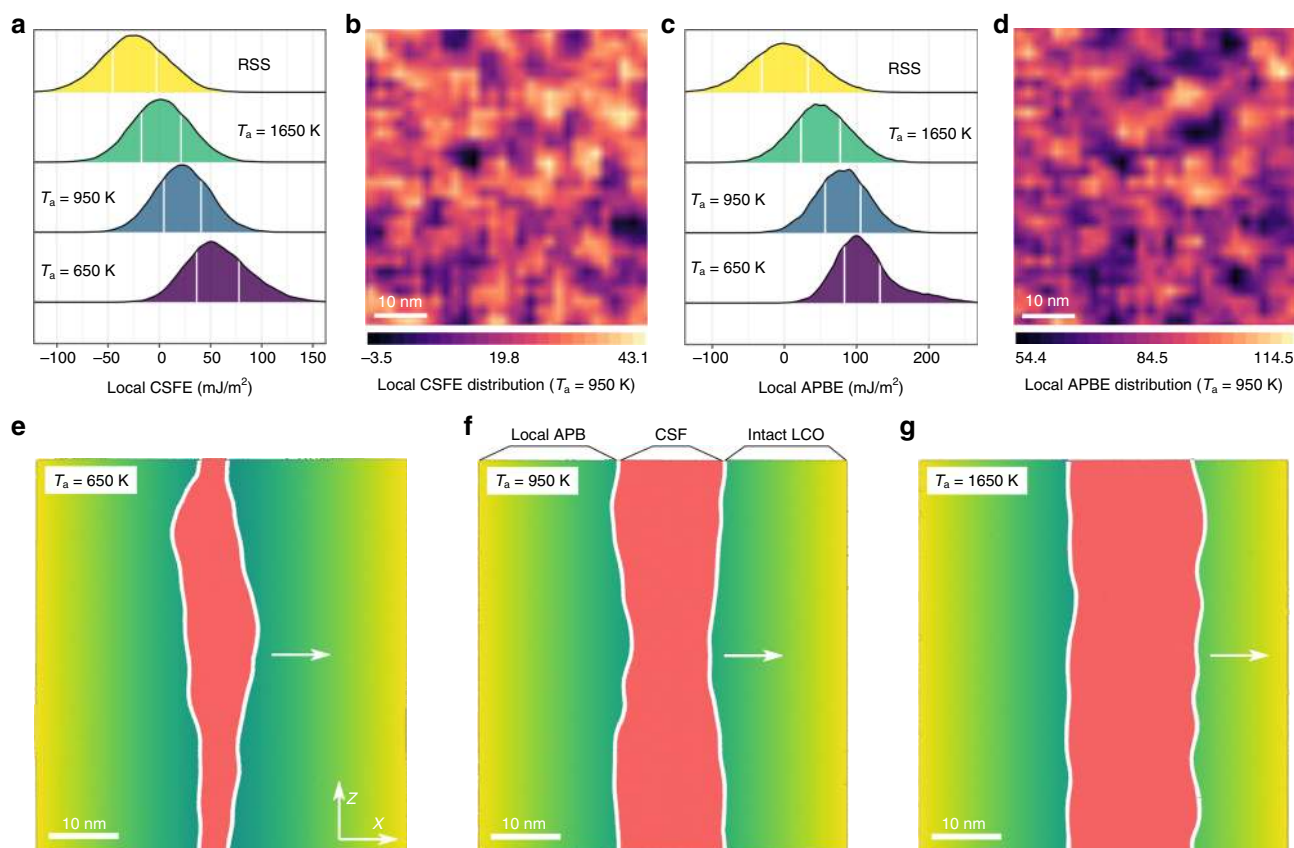 a
RSS
Ta = 1650 K
Ta = 950 K
Ta = 650 K
−100 −50 0 50 100 150
Local CSFE (mJ/m2)
b
10 nm
−3.5 19.8 43.1
Local CSFE distribution (Ta = 950 K)
c
RSS
Ta = 1650 K
Ta = 950 K
Ta = 650 K
−100 0 100 200
Local APBE (mJ/m2)
d
10 nm
54.4 84.5 114.5
Local APBE distribution (Ta = 950 K)
e
Ta = 650 K
10 nm
Z
X
f
Local APB CSF Intact LCO
Ta = 950 K
10 nm
g
Ta = 1650 K
10 nm